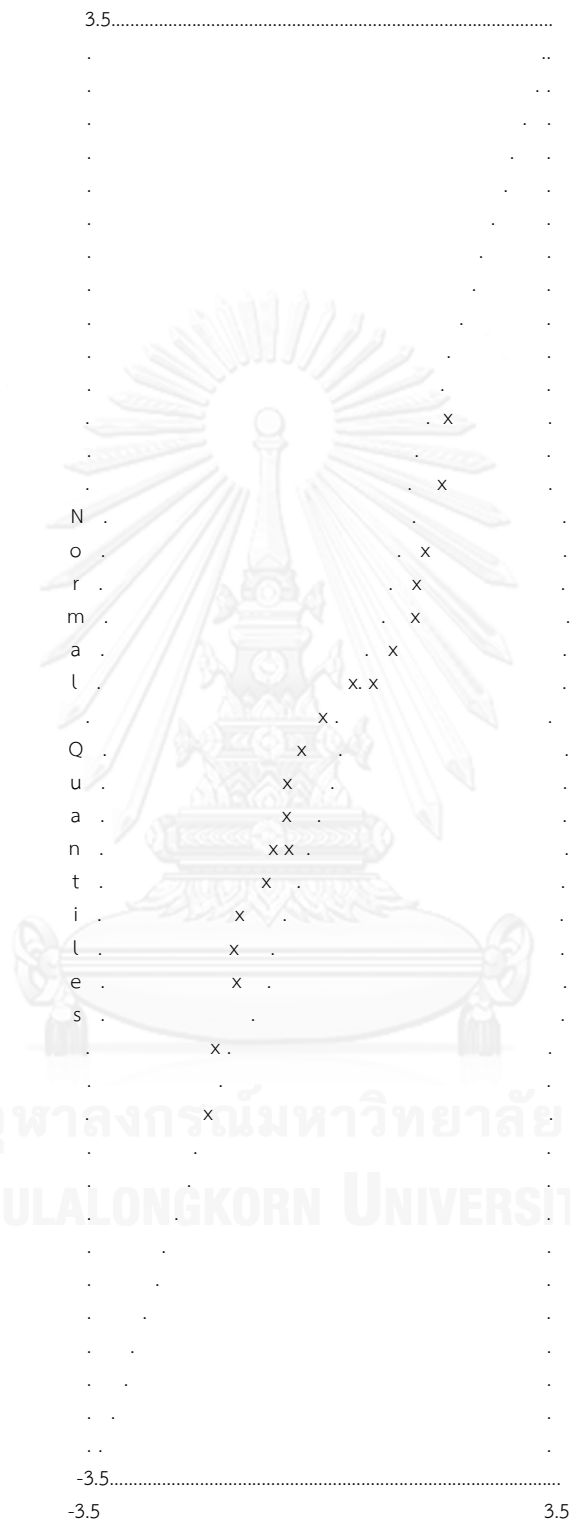 3.5..........................................................................
. ..
. . .
. . .
. . .
. . .
. . .
. . .
. . .
. . .
. . .
. . .
. . x .
. . .
. . x .
N . . .
o . . x .
r . . x .
m . . x .
a . . x .
l . x. x .
. x . .
Q . x . .
u . x . .
a . x . .
n . x x . .
t . x . .
i . x . .
l . x . .
e . x . .
s . . .
. x . .
. . .
. x .
จุฬาลงกรณ์มหาวิทยาลัย
. . .
. . .
CHULALONGKORN UNIVERSITY
. . .
. . .
. . .
. . .
. . .
. . .
. . .
. . .
-3.5...........................................................................
-3.5 3.5